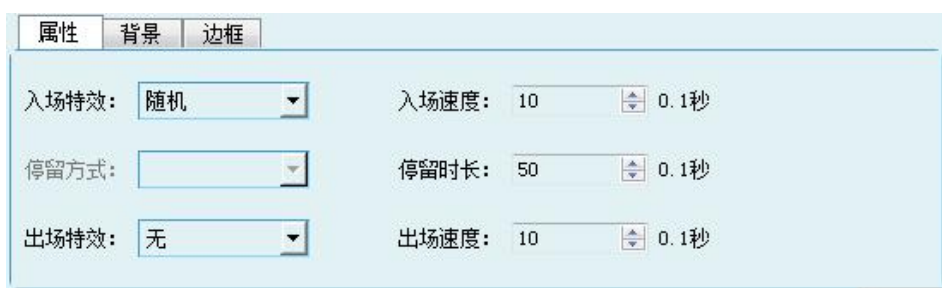 属性 背景 边框
入场特效: 随机 入场速度: 10 0.1秒
停留方式: 停留时长: 50 0.1秒
出场特效: 无 出场速度: 10 0.1秒